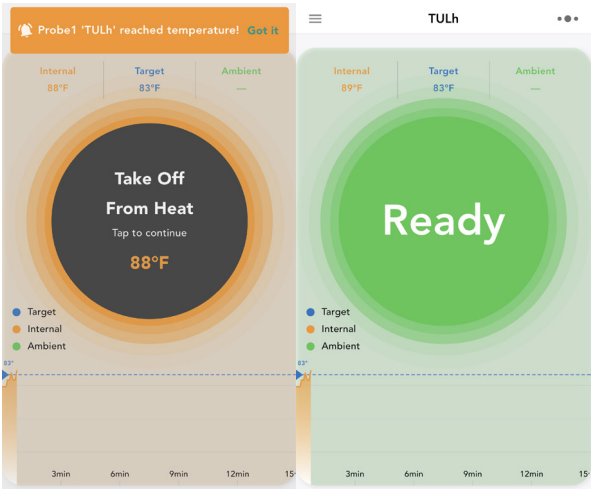 Probe1 'TULh' reached temperature! Got it
Internal Target Ambient
88°F 83°F —
Take Off
From Heat
Tap to continue
88°F
Target
Internal
Ambient
83°
3min 6min 9min 12min 15
TULh
Internal Target Ambient
89°F 83°F —
Ready
Target
Internal
Ambient
83°
3min 6min 9min 12min 15